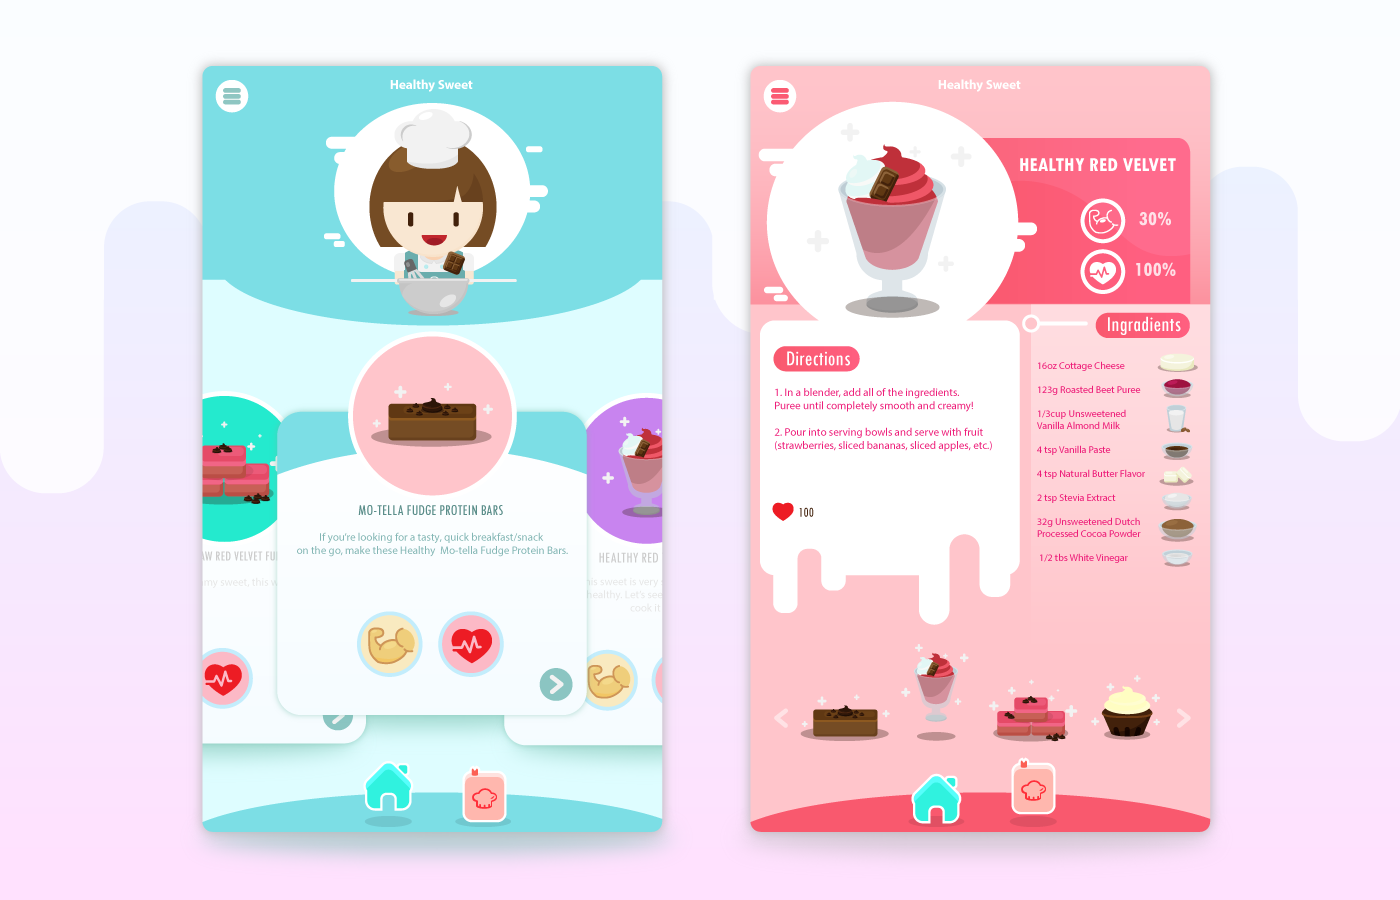 Healthy Sweet
MO-TELLA FUDGE PROTEIN BARS
If you're looking for a tasty, quick breakfast/snack
on the go, make these Healthy Mo-tella Fudge Protein Bars.
AW RED VELVET FU
my sweet, this w
HEALTHY RED
his sweet is very
healthy. Let's see
cook it
Healthy Sweet
HEALTHY RED VELVET
30%
100%
Directions
1. In a blender, add all of the ingredients.
Puree until completely smooth and creamy!
2. Pour into serving bowls and serve with fruit
(strawberries, sliced bananas, sliced apples, etc.)
100
Ingradients
16oz Cottage Cheese
123g Roasted Beet Puree
1/3cup Unsweetened
Vanilla Almond Milk
4 tsp Vanilla Paste
4 tsp Natural Butter Flavor
2 tsp Stevia Extract
32g Unsweetened Dutch
Processed Cocoa Powder
1/2 tbs White Vinegar